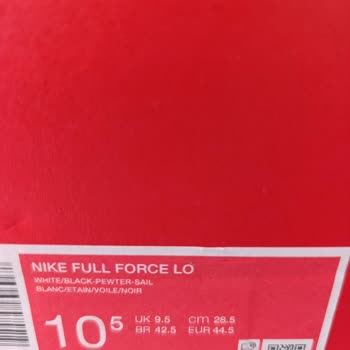 NIKE FULL FORCE LO
WHITE/BLACK-PEWTER-SAIL
BLANC/ETAIN/VOILE/NOIR
10⁵ UK 9.5 cm 28.5
BR 42.5 EUR 44.5